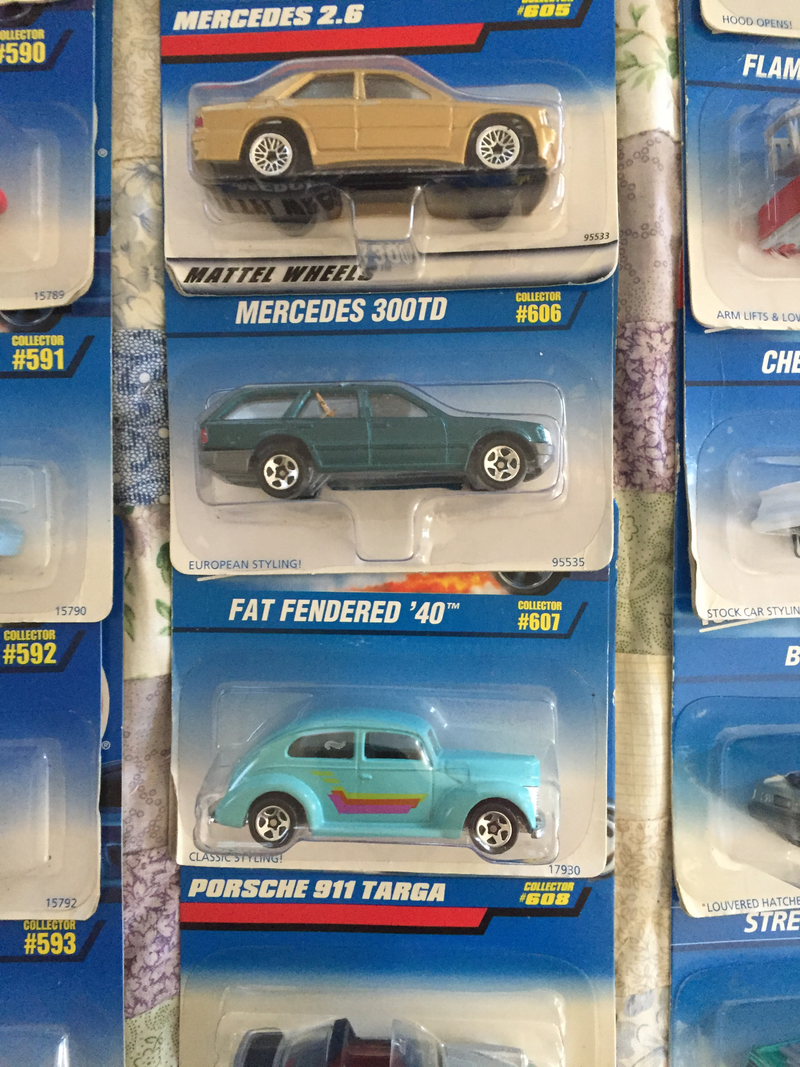 COLLECTOR
#590
15789
COLLECTOR
#591
15790
COLLECTOR
#592
15792
COLLECTOR
#593
MERCEDES 2.6
COLLECTOR
#605
95533
MATTEL WHEELS
MERCEDES 300TD
COLLECTOR
#606
EUROPEAN STYLING!
95535
FAT FENDERED '40™
COLLECTOR
#607
CLASSIC STYLING!
17930
PORSCHE 911 TARGA
COLLECTOR
#608
HOOD OPENS!
FLAM
ARM LIFTS & LOW
CHE
STOCK CAR STYLIN
B
"LOUVERED HATCHE
STRE